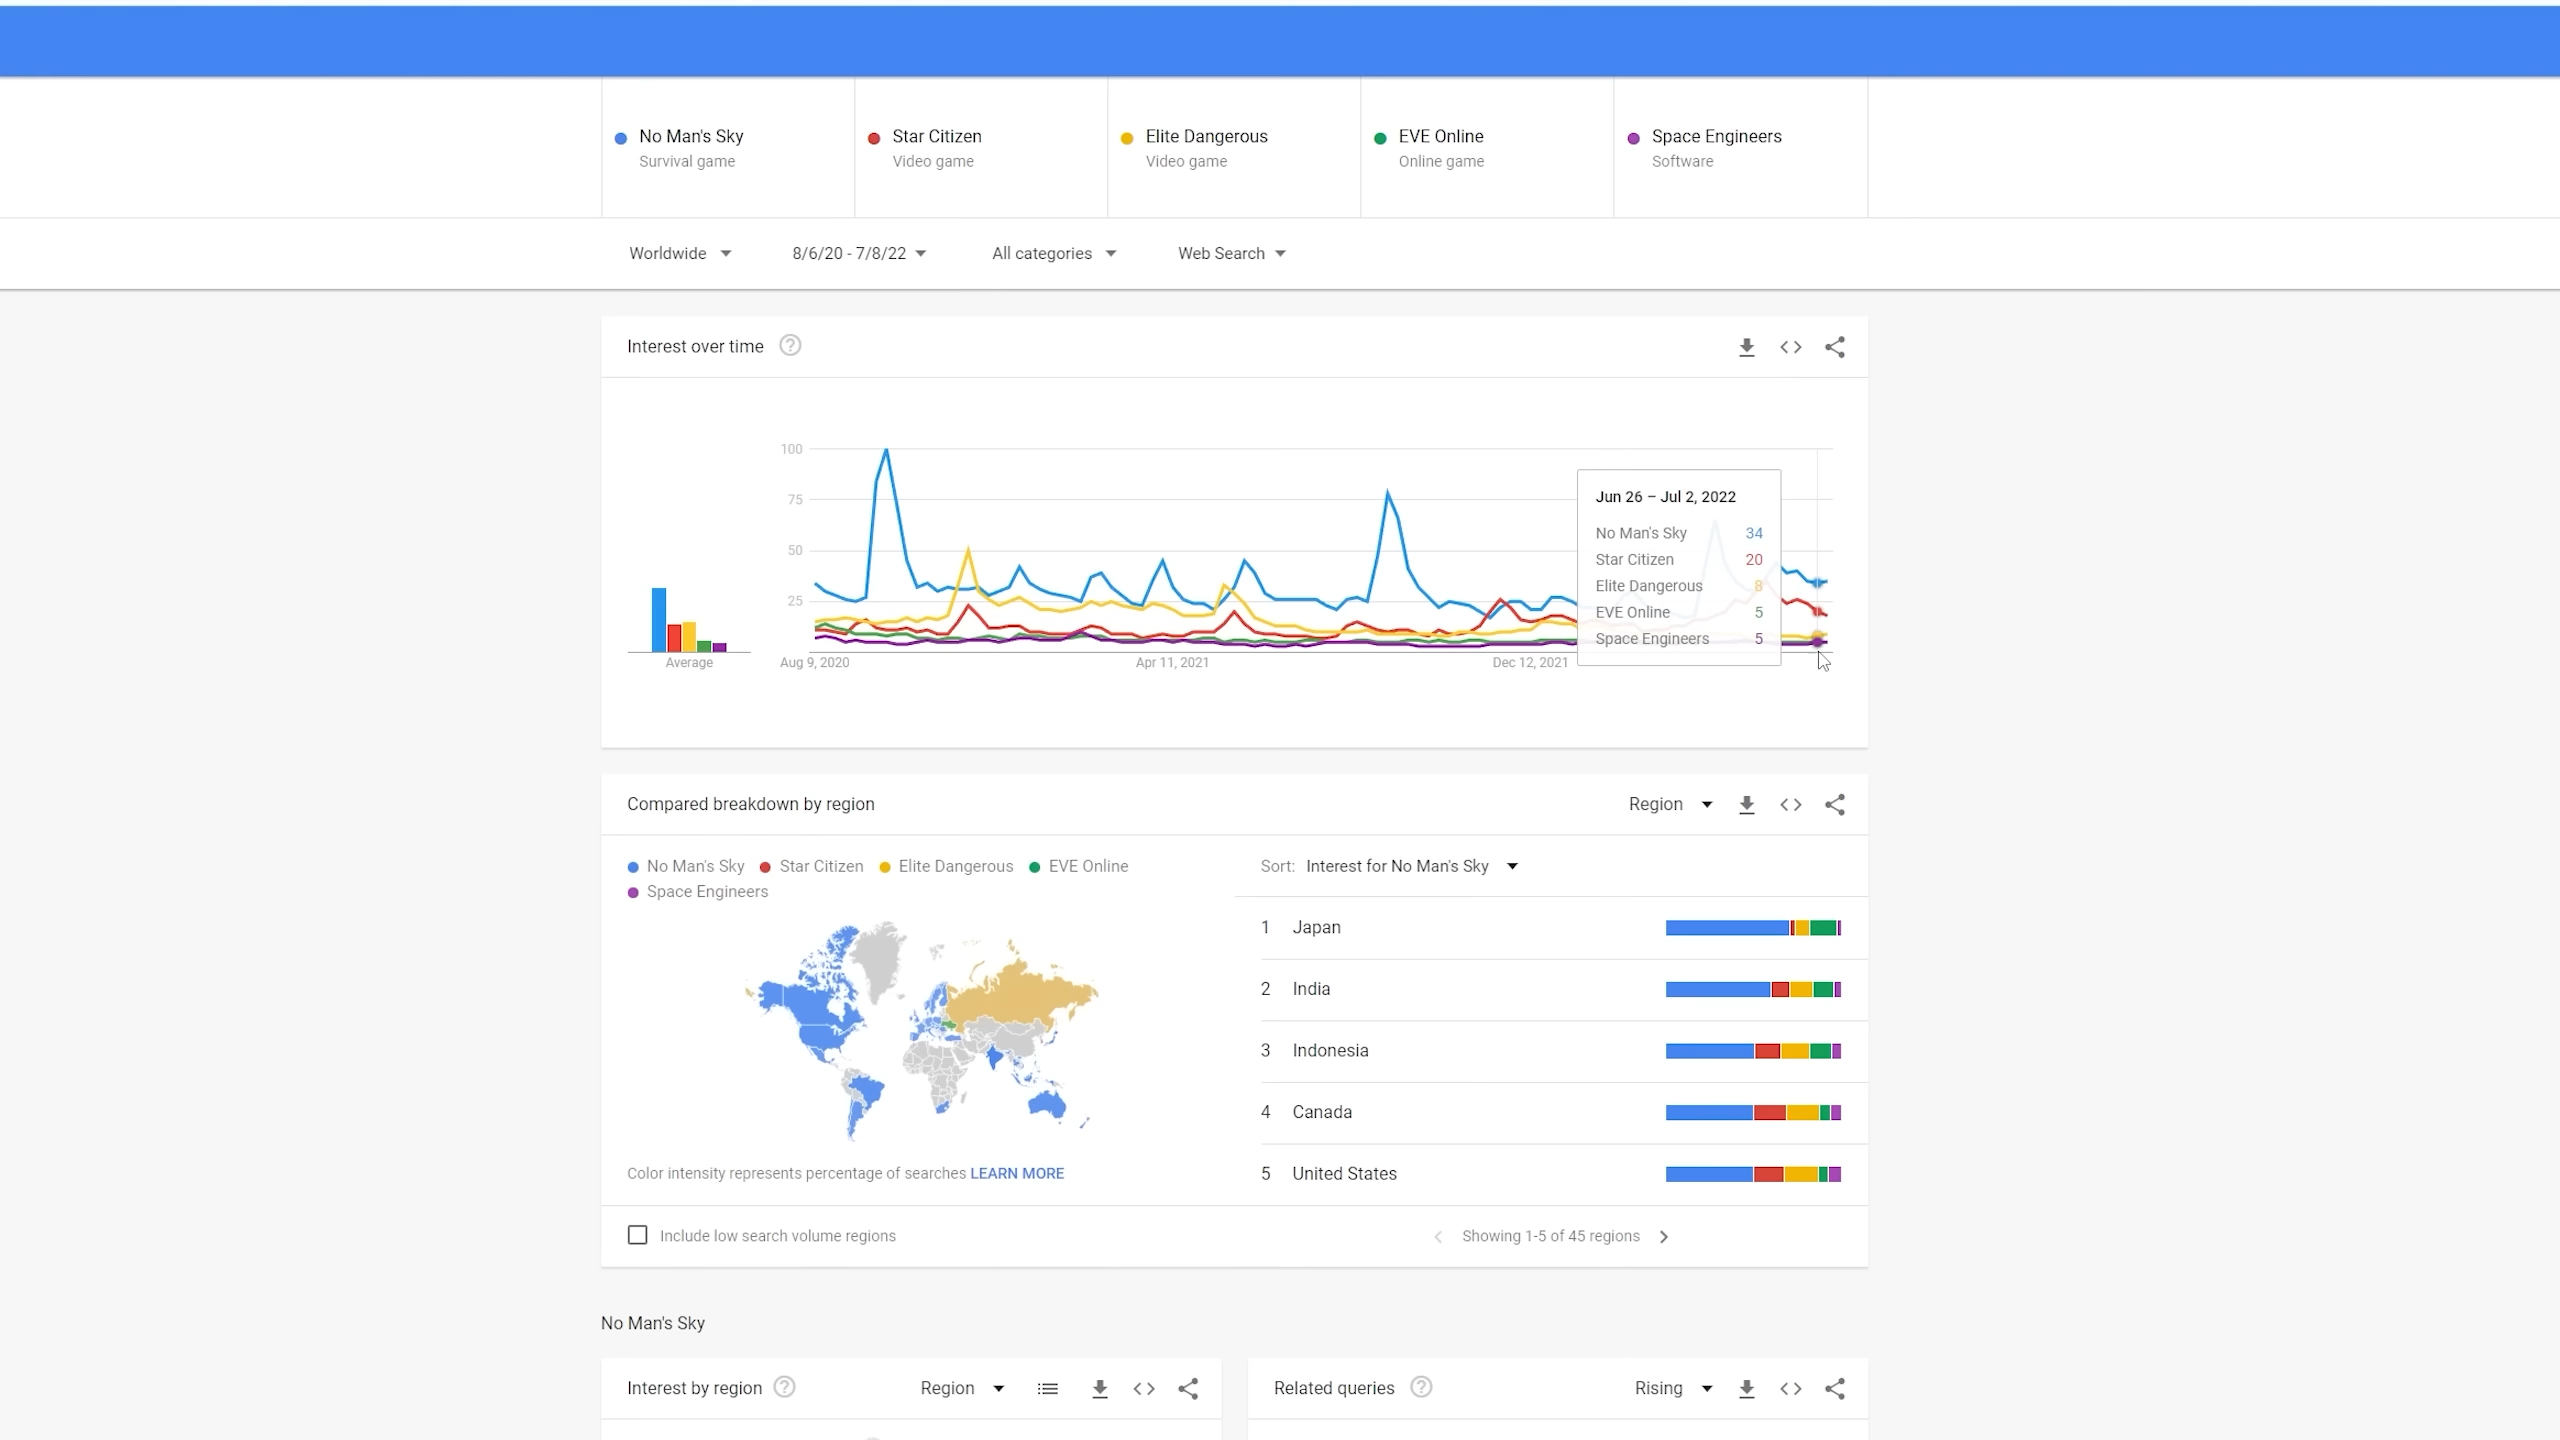 No Man's Sky
Survival game
Star Citizen
Video game
Elite Dangerous
Video game
EVE Online
Online game
Space Engineers
Software
Worldwide
8/6/20 - 7/8/22
All categories
Web Search
Interest over time
100
75
50
25
Average
Aug 9, 2020
Apr 11, 2021
Dec 12, 2021
Jun 26 – Jul 2, 2022
No Man's Sky 34
Star Citizen 20
Elite Dangerous 8
EVE Online 5
Space Engineers 5
Compared breakdown by region
Region
No Man's Sky Star Citizen Elite Dangerous EVE Online
Space Engineers
Sort: Interest for No Man's Sky
1 Japan
2 India
3 Indonesia
4 Canada
5 United States
Color intensity represents percentage of searches LEARN MORE
Include low search volume regions
Showing 1-5 of 45 regions
No Man's Sky
Interest by region
Region
Related queries
Rising